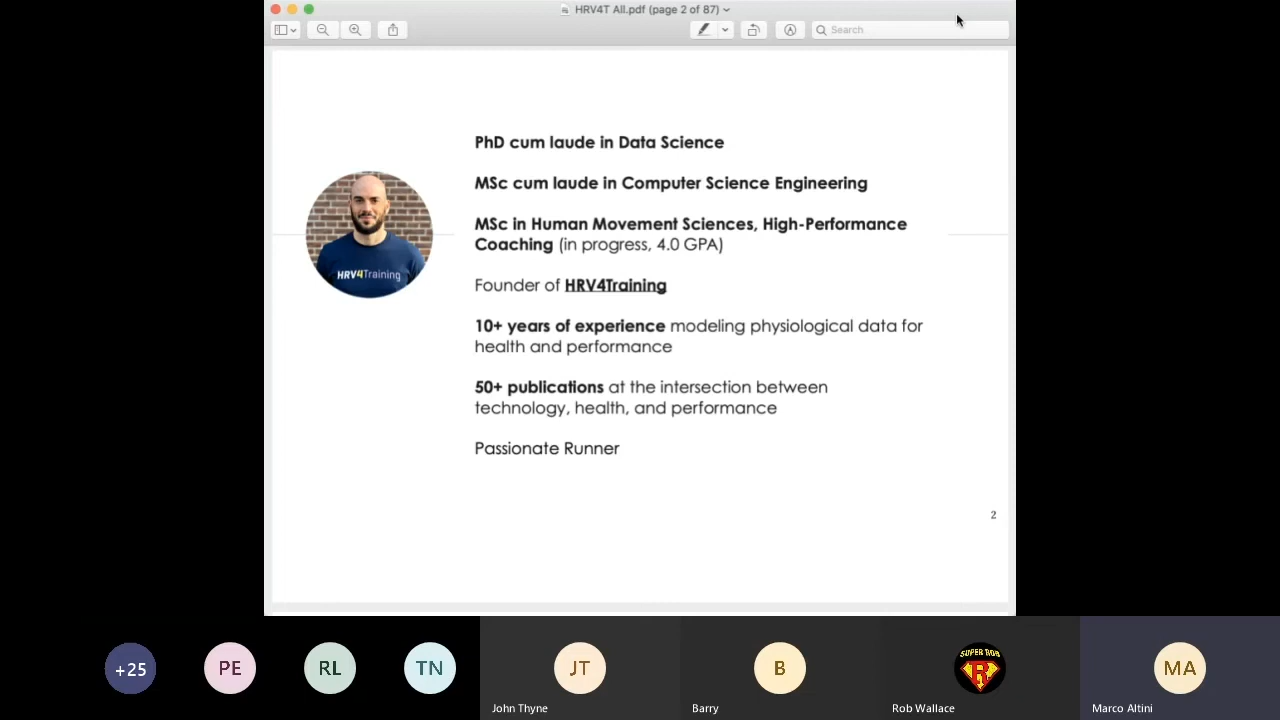 HRV4T All.pdf (page 2 of 87)
Search
PhD cum laude in Data Science
MSc cum laude in Computer Science Engineering
MSc in Human Movement Sciences, High-Performance
Coaching (in progress, 4.0 GPA)
HRV4Training
Founder of HRV4Training
10+ years of experience modeling physiological data for
health and performance
50+ publications at the intersection between
technology, health, and performance
Passionate Runner
2
+25
PE
RL
TN
JT
B
SUPER ROB
R
MA
John Thyne
Barry
Rob Wallace
Marco Altini